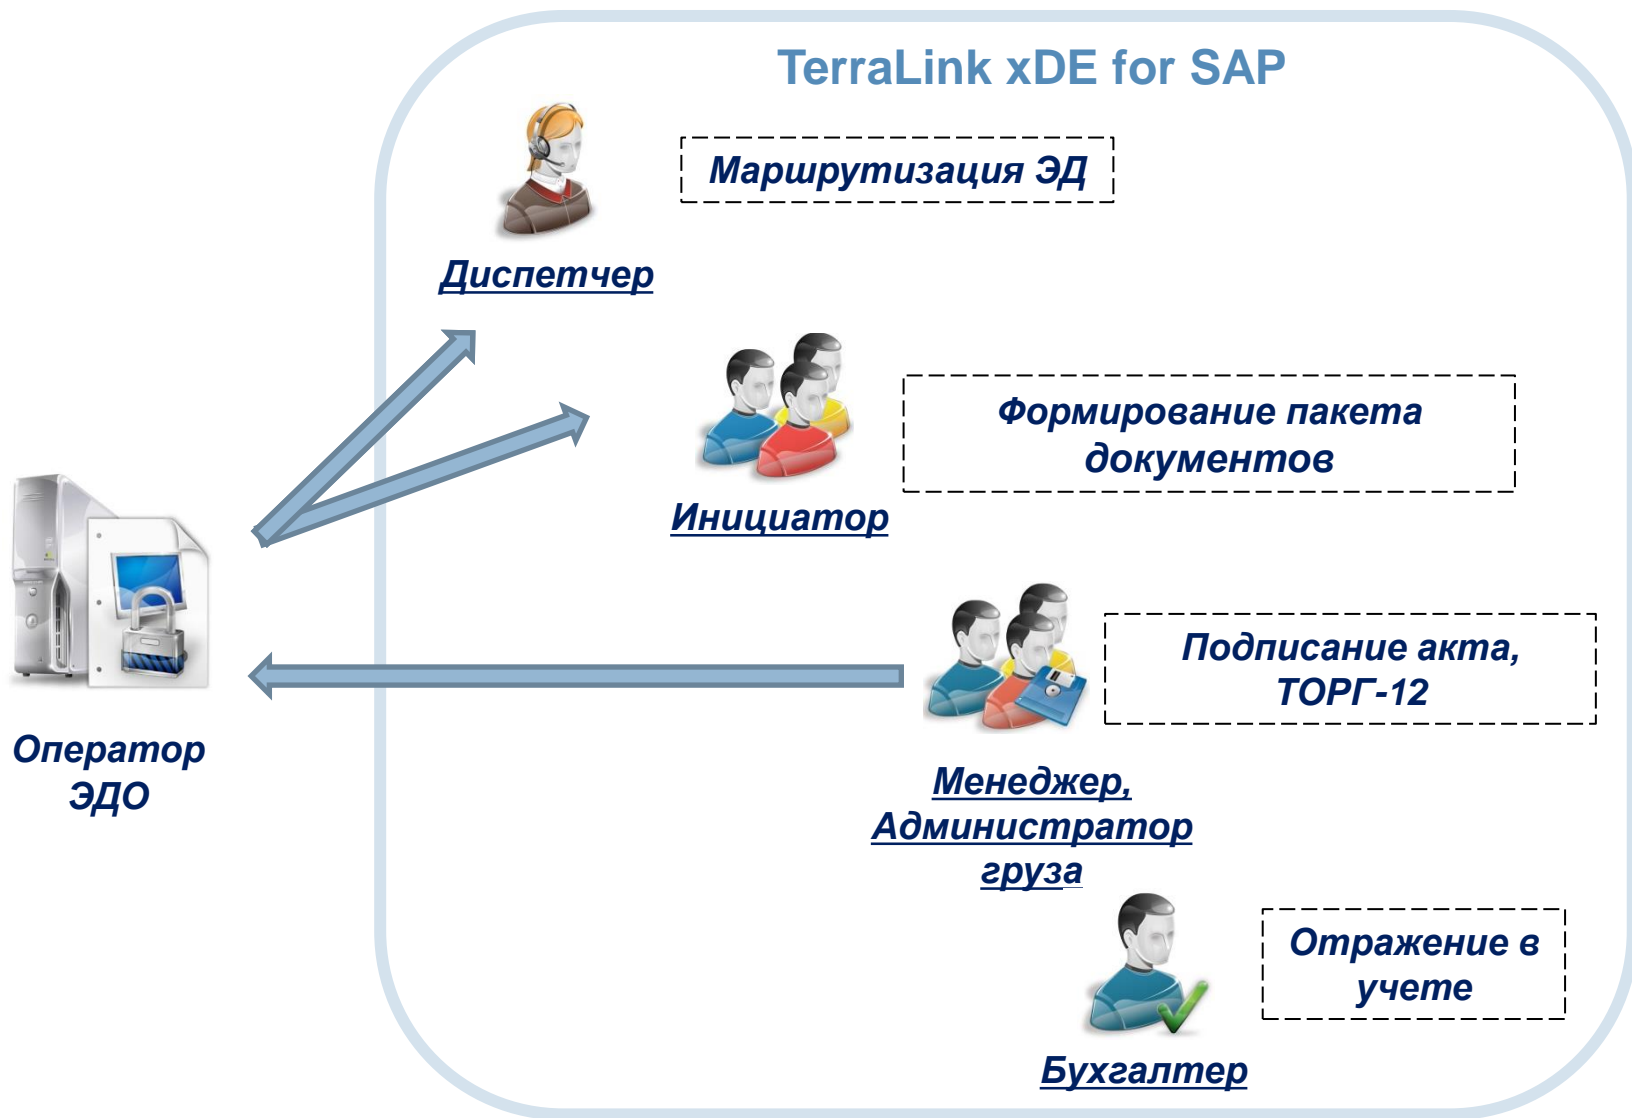 TerraLink xDE for SAP
Маршрутизация ЭД
Диспетчер
Формирование пакета
документов
Инициатор
Подписание акта,
ТОРГ-12
Оператор
ЭДО
Менеджер,
Администратор
груза
Отражение в
учете
Бухгалтер